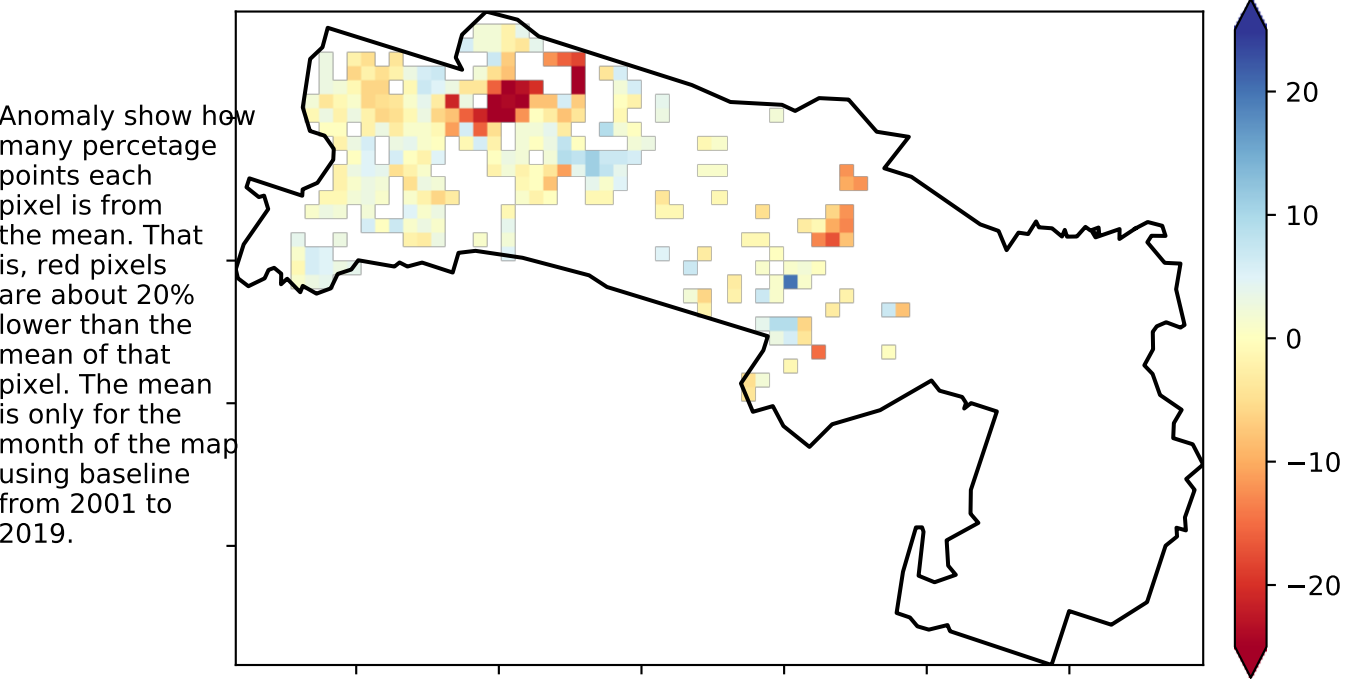 Anomaly show how
many percetage
points each
pixel is from
the mean. That
is, red pixels
are about 20%
lower than the
mean of that
pixel. The mean
is only for the
month of the map
using baseline
from 2001 to
2019.
20
10
0
−10
−20